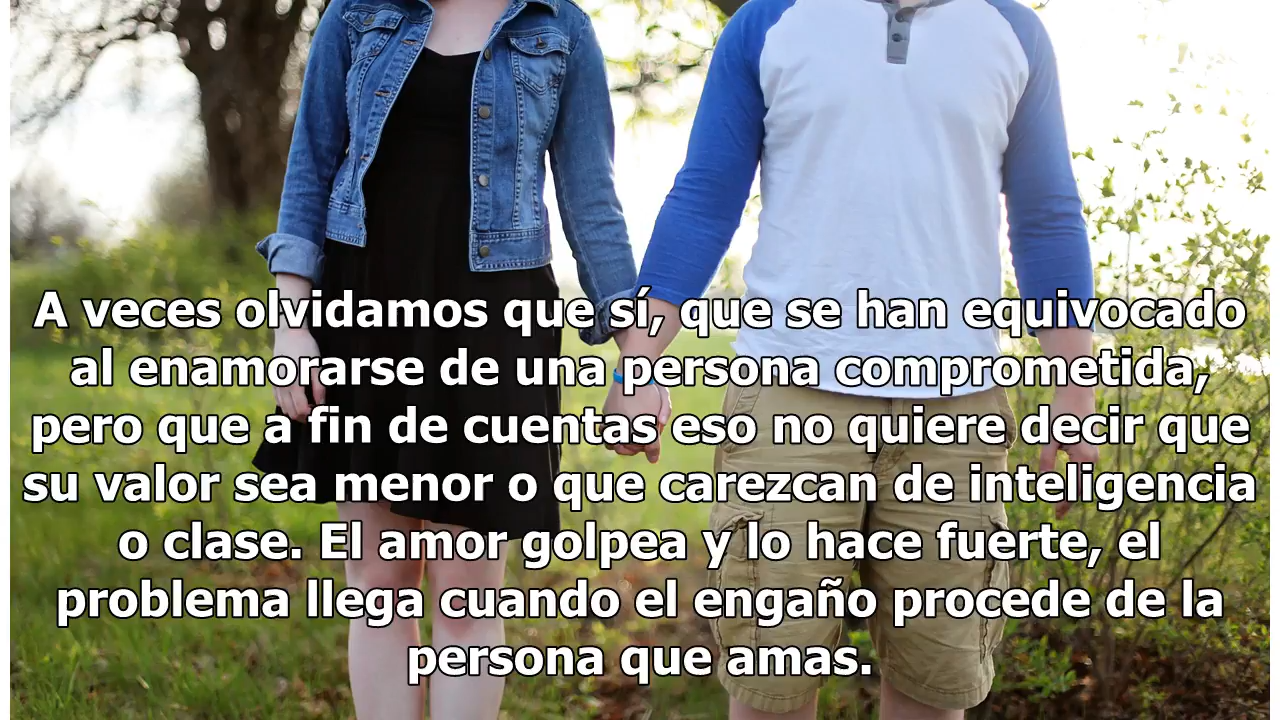 A veces olvidamos que sí, que se han equivocado
al enamorarse de una persona comprometida,
pero que a fin de cuentas eso no quiere decir que
su valor sea menor o que carezcan de inteligencia
o clase. El amor golpea y lo hace fuerte, el
problema llega cuando el engaño procede de la
persona que amas.